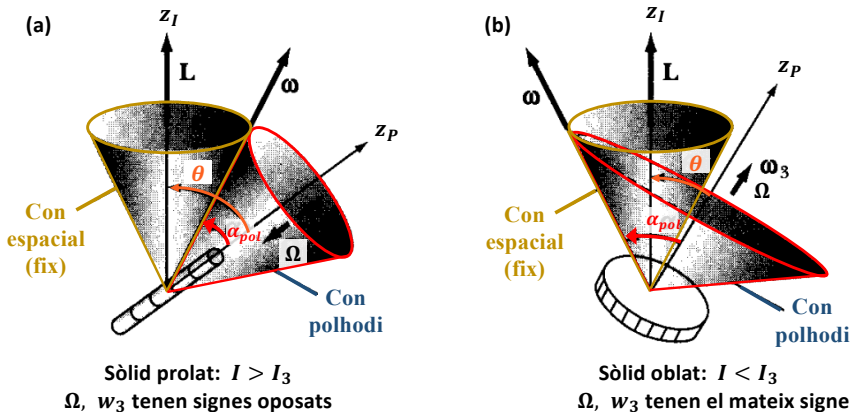 (a)
z_I
L
ω
z_P
θ
α_pol
Ω
Con
espacial
(fix)
Con
polhodi
Sòlid prolat: I > I_3
Ω, w_3 tenen signes oposats
(b)
z_I
L
ω
z_P
θ
ω_3
Ω
α_pol
Con
espacial
(fix)
Con
polhodi
Sòlid oblat: I < I_3
Ω, w_3 tenen el mateix signe